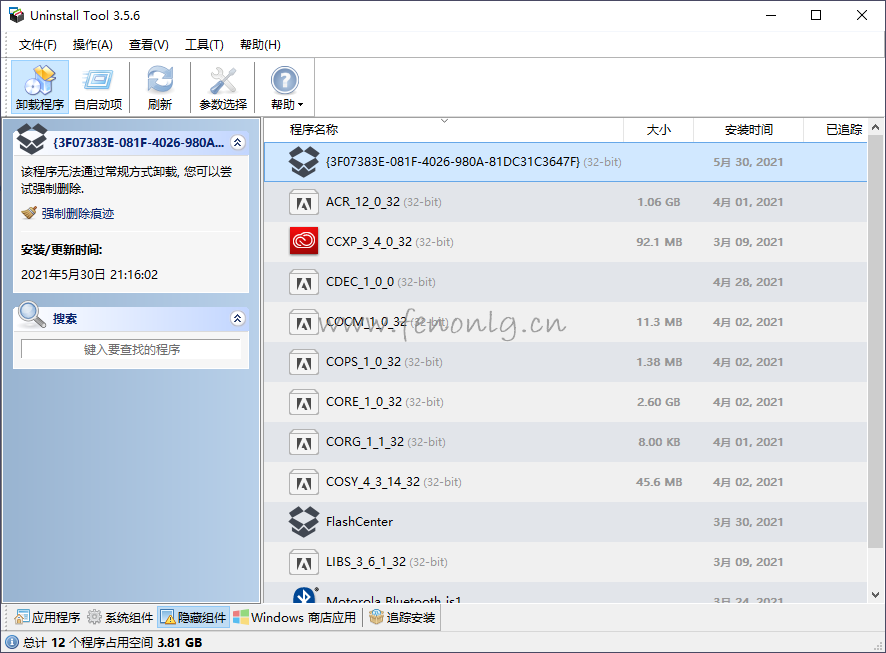 Uninstall Tool 3.5.6
文件(F) 操作(A) 查看(V) 工具(T) 帮助(H)
卸载程序 自启动项 刷新 参数选择 帮助
{3F07383E-081F-4026-980A...
该程序无法通过常规方式卸载, 您可以尝
试强制删除.
强制删除痕迹
安装/更新时间:
2021年5月30日 21:16:02
搜索
键入要查找的程序
程序名称 大小 安装时间 已追踪
{3F07383E-081F-4026-980A-81DC31C3647F} (32-bit) 5月 30, 2021
ACR_12_0_32 (32-bit) 1.06 GB 4月 01, 2021
CCXP_3_4_0_32 (32-bit) 92.1 MB 3月 09, 2021
CDEC_1_0_0 (32-bit) 4月 28, 2021
COCM_1_0_32 (32-bit) 11.3 MB 4月 02, 2021
www.fenonlg.cn
COPS_1_0_32 (32-bit) 1.38 MB 4月 02, 2021
CORE_1_0_32 (32-bit) 2.60 GB 4月 02, 2021
CORG_1_1_32 (32-bit) 8.00 KB 4月 01, 2021
COSY_4_3_14_32 (32-bit) 45.6 MB 4月 02, 2021
FlashCenter 3月 30, 2021
LIBS_3_6_1_32 (32-bit) 3月 09, 2021
Motorola Bluetooth is1 3月 24, 2021
应用程序 系统组件 隐藏组件 Windows 商店应用 追踪安装
总计 12 个程序占用空间 3.81 GB